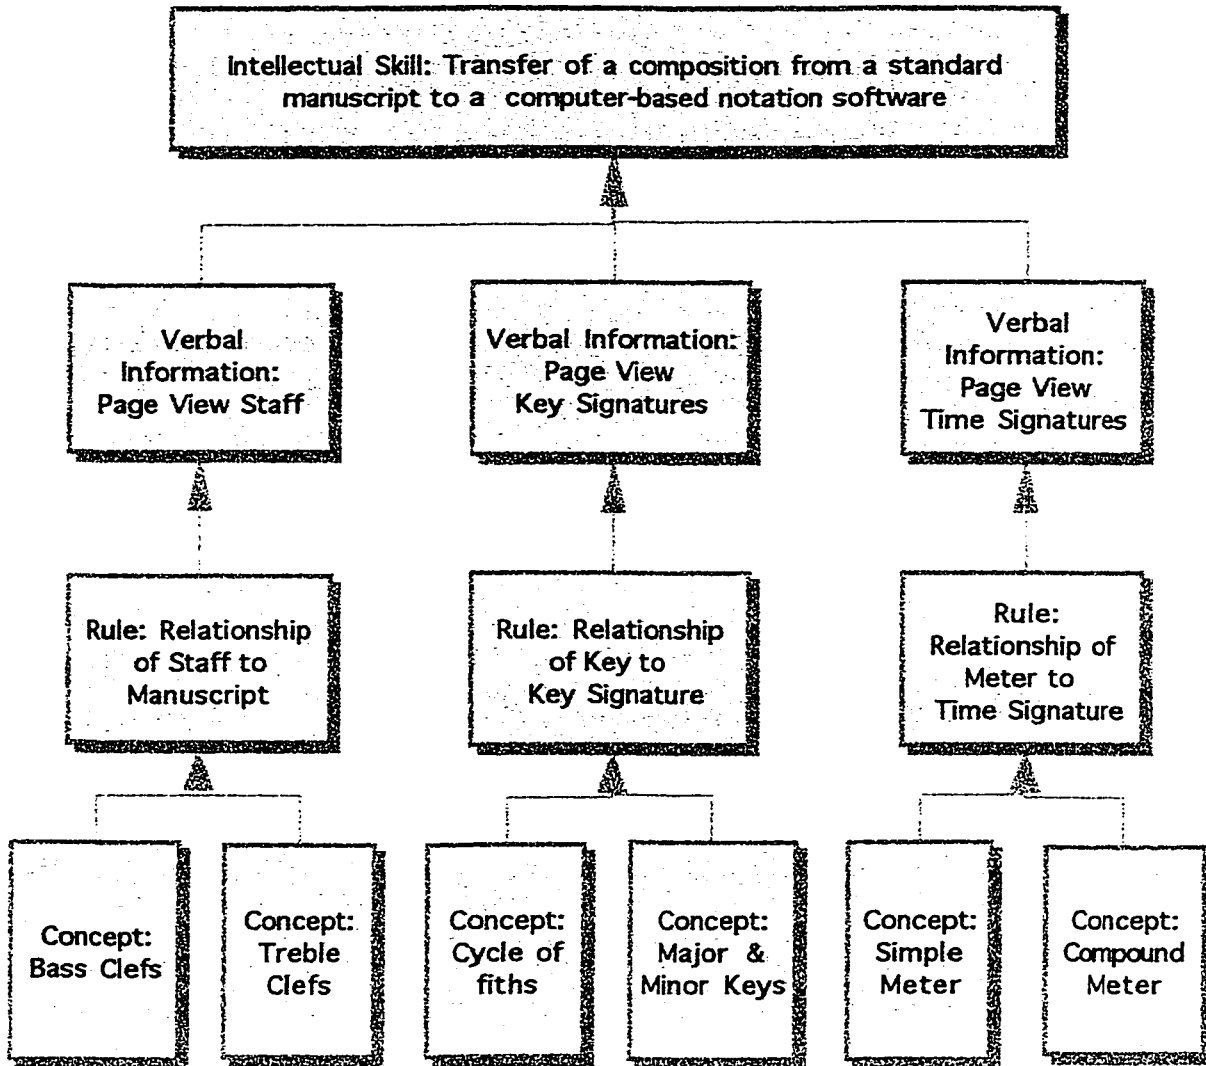 Intellectual Skill: Transfer of a composition from a standard
manuscript to a computer-based notation software
Verbal
Information:
Page View Staff
Verbal Information:
Page View
Key Signatures
Verbal
Information:
Page View
Time Signatures
Rule: Relationship
of Staff to
Manuscript
Rule: Relationship
of Key to
Key Signature
Rule:
Relationship of
Meter to
Time Signature
Concept:
Bass Clefs
Concept:
Treble
Clefs
Concept:
Cycle of
fiths
Concept:
Major &
Minor Keys
Concept:
Simple
Meter
Concept:
Compound
Meter